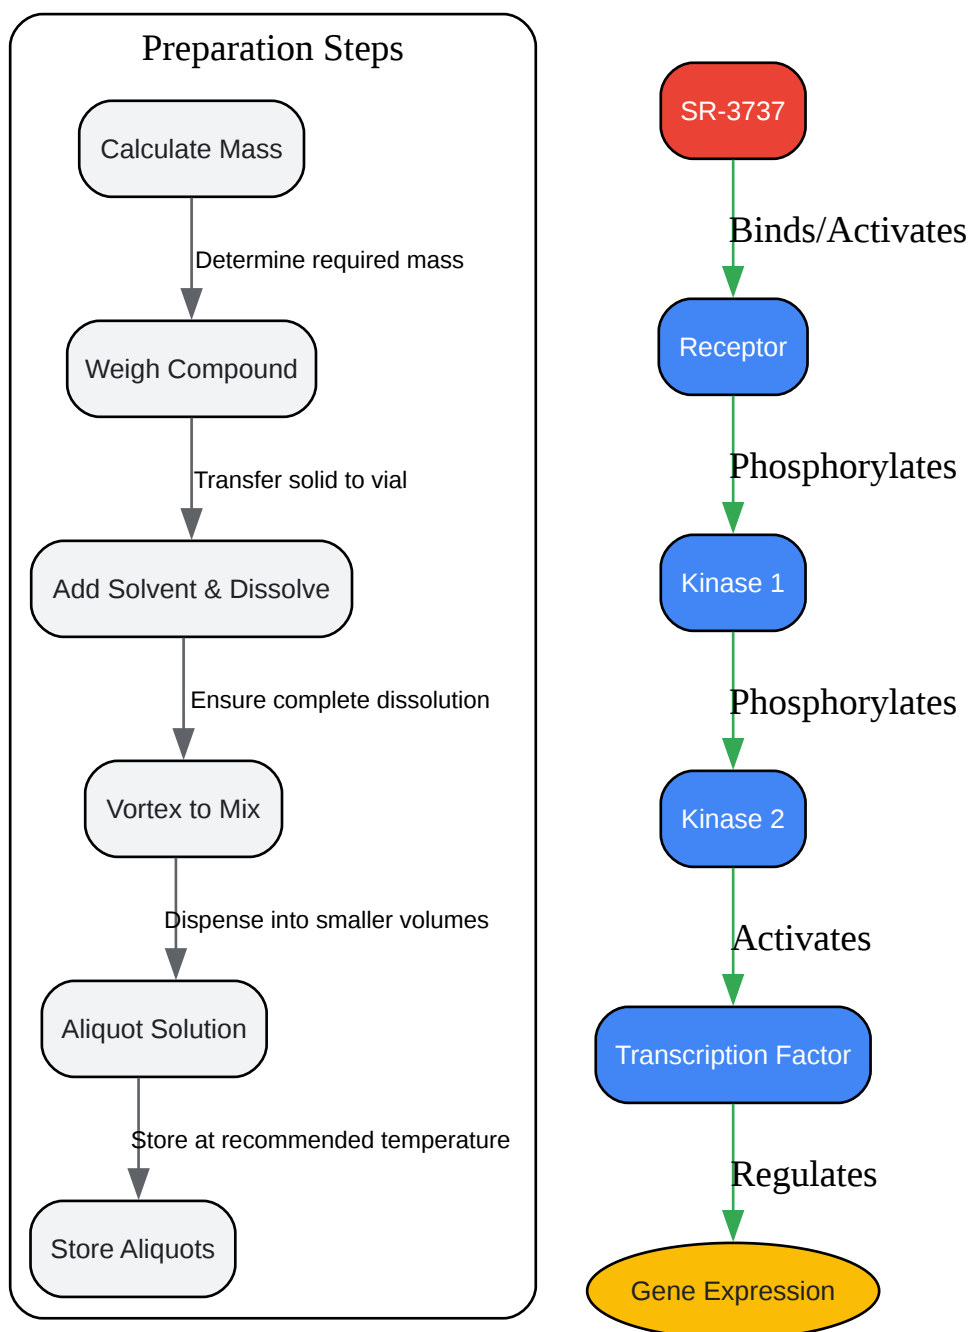 Preparation Steps
Calculate Mass
Determine required mass
Weigh Compound
Transfer solid to vial
Add Solvent & Dissolve
Ensure complete dissolution
Vortex to Mix
Dispense into smaller volumes
Aliquot Solution
Store at recommended temperature
Store Aliquots
SR-3737
Binds/Activates
Receptor
Phosphorylates
Kinase 1
Phosphorylates
Kinase 2
Activates
Transcription Factor
Regulates
Gene Expression